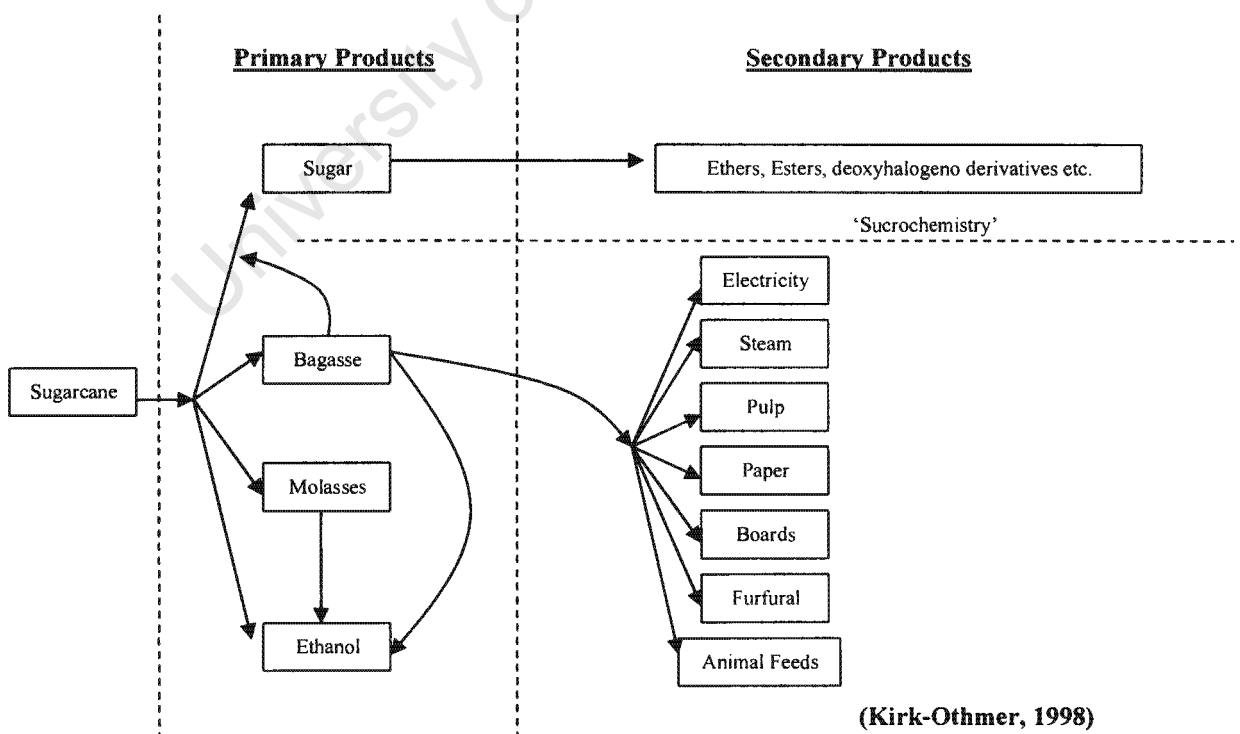 University
Primary Products
Secondary Products
Sugar
Ethers, Esters, deoxyhalogeno derivatives etc.
‘Sucrochemistry’
Electricity
Steam
Bagasse
Sugarcane
Pulp
Paper
Molasses
Boards
Furfural
Ethanol
Animal Feeds
(Kirk-Othmer, 1998)